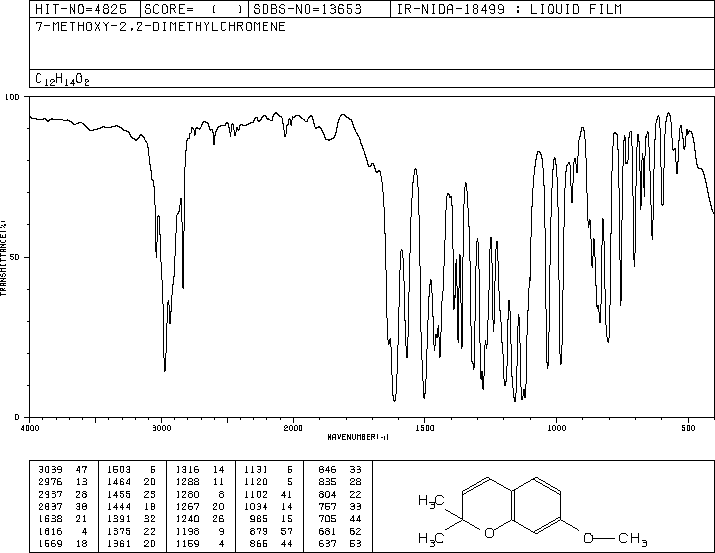 HIT-NO=4825 SCORE= ( ) SDBS-NO=13653 IR-NIDA-18499 : LIQUID FILM
7-METHOXY-2,2-DIMETHYLCHROMENE
C12H14O2
100
TRANSMITTANCE(%)
50
0
4000 3000 2000 1500 1000 500
WAVENUMBER(-1)
3039 47 1503 6 1316 14 1131 6 846 33
2976 13 1464 20 1288 11 1120 5 835 28
2937 28 1455 25 1280 8 1102 41 804 22
2837 38 1444 18 1267 20 1034 14 757 33
1638 21 1391 32 1240 26 985 15 705 44
1616 4 1375 22 1198 9 879 57 681 62
1569 18 1361 20 1159 4 866 44 637 53
H3C
H3C
O
O
CH3